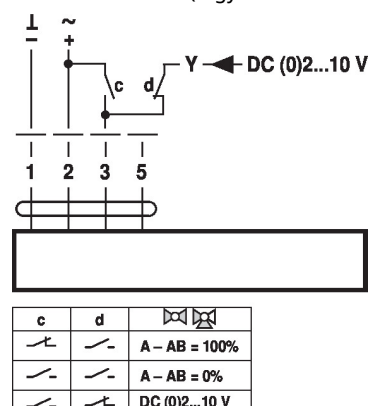 ⊥ ~
– +
c d Y DC (0)2...10 V
1 2 3 5
c d
A – AB = 100%
A – AB = 0%
DC (0)2...10 V